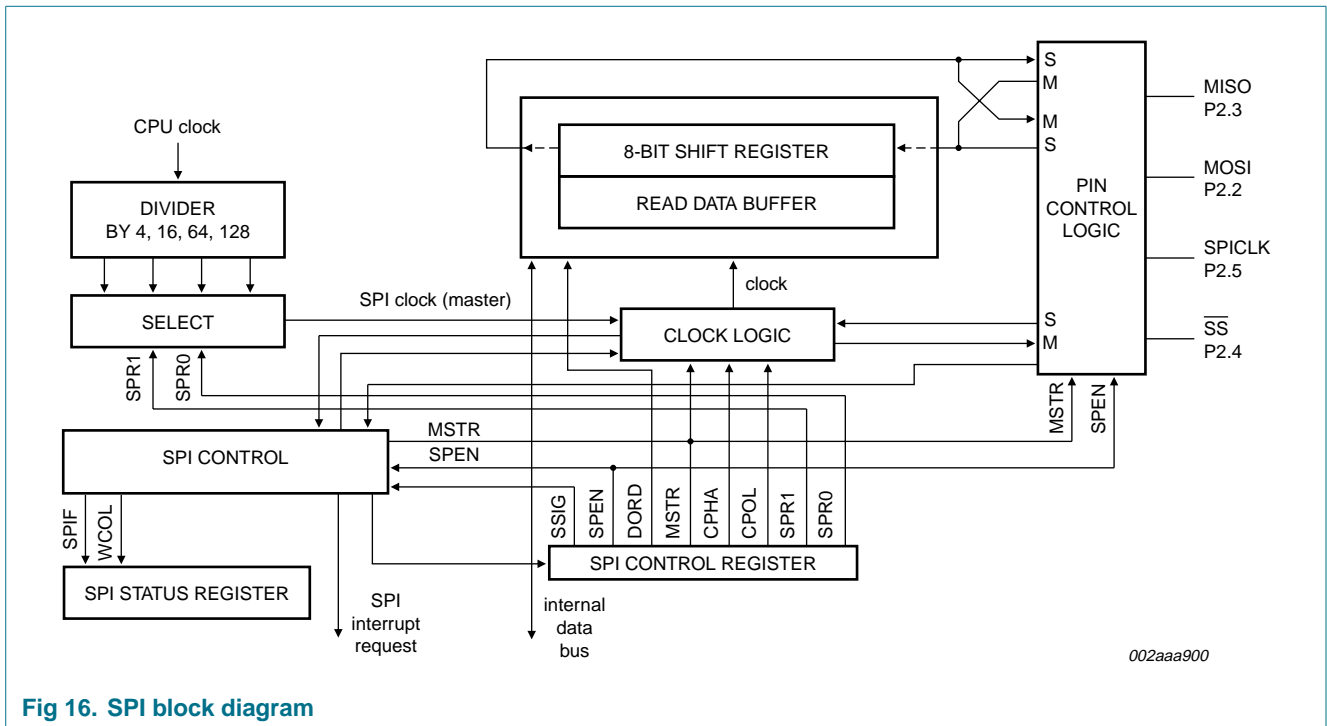 CPU clock
DIVIDER
BY 4, 16, 64, 128
SELECT
SPR1
SPR0
SPI clock (master)
8-BIT SHIFT REGISTER
READ DATA BUFFER
clock
CLOCK LOGIC
S
M
M
S
PIN
CONTROL
LOGIC
S
M
MISO
P2.3
MOSI
P2.2
SPICLK
P2.5
SS
P2.4
MSTR
SPEN
SPI CONTROL
MSTR
SPEN
SPIF
WCOL
SPI STATUS REGISTER
SPI
interrupt
request
SSIG
SPEN
DORD
MSTR
CPHA
CPOL
SPR1
SPR0
SPI CONTROL REGISTER
internal
data
bus
002aaa900
Fig 16. SPI block diagram